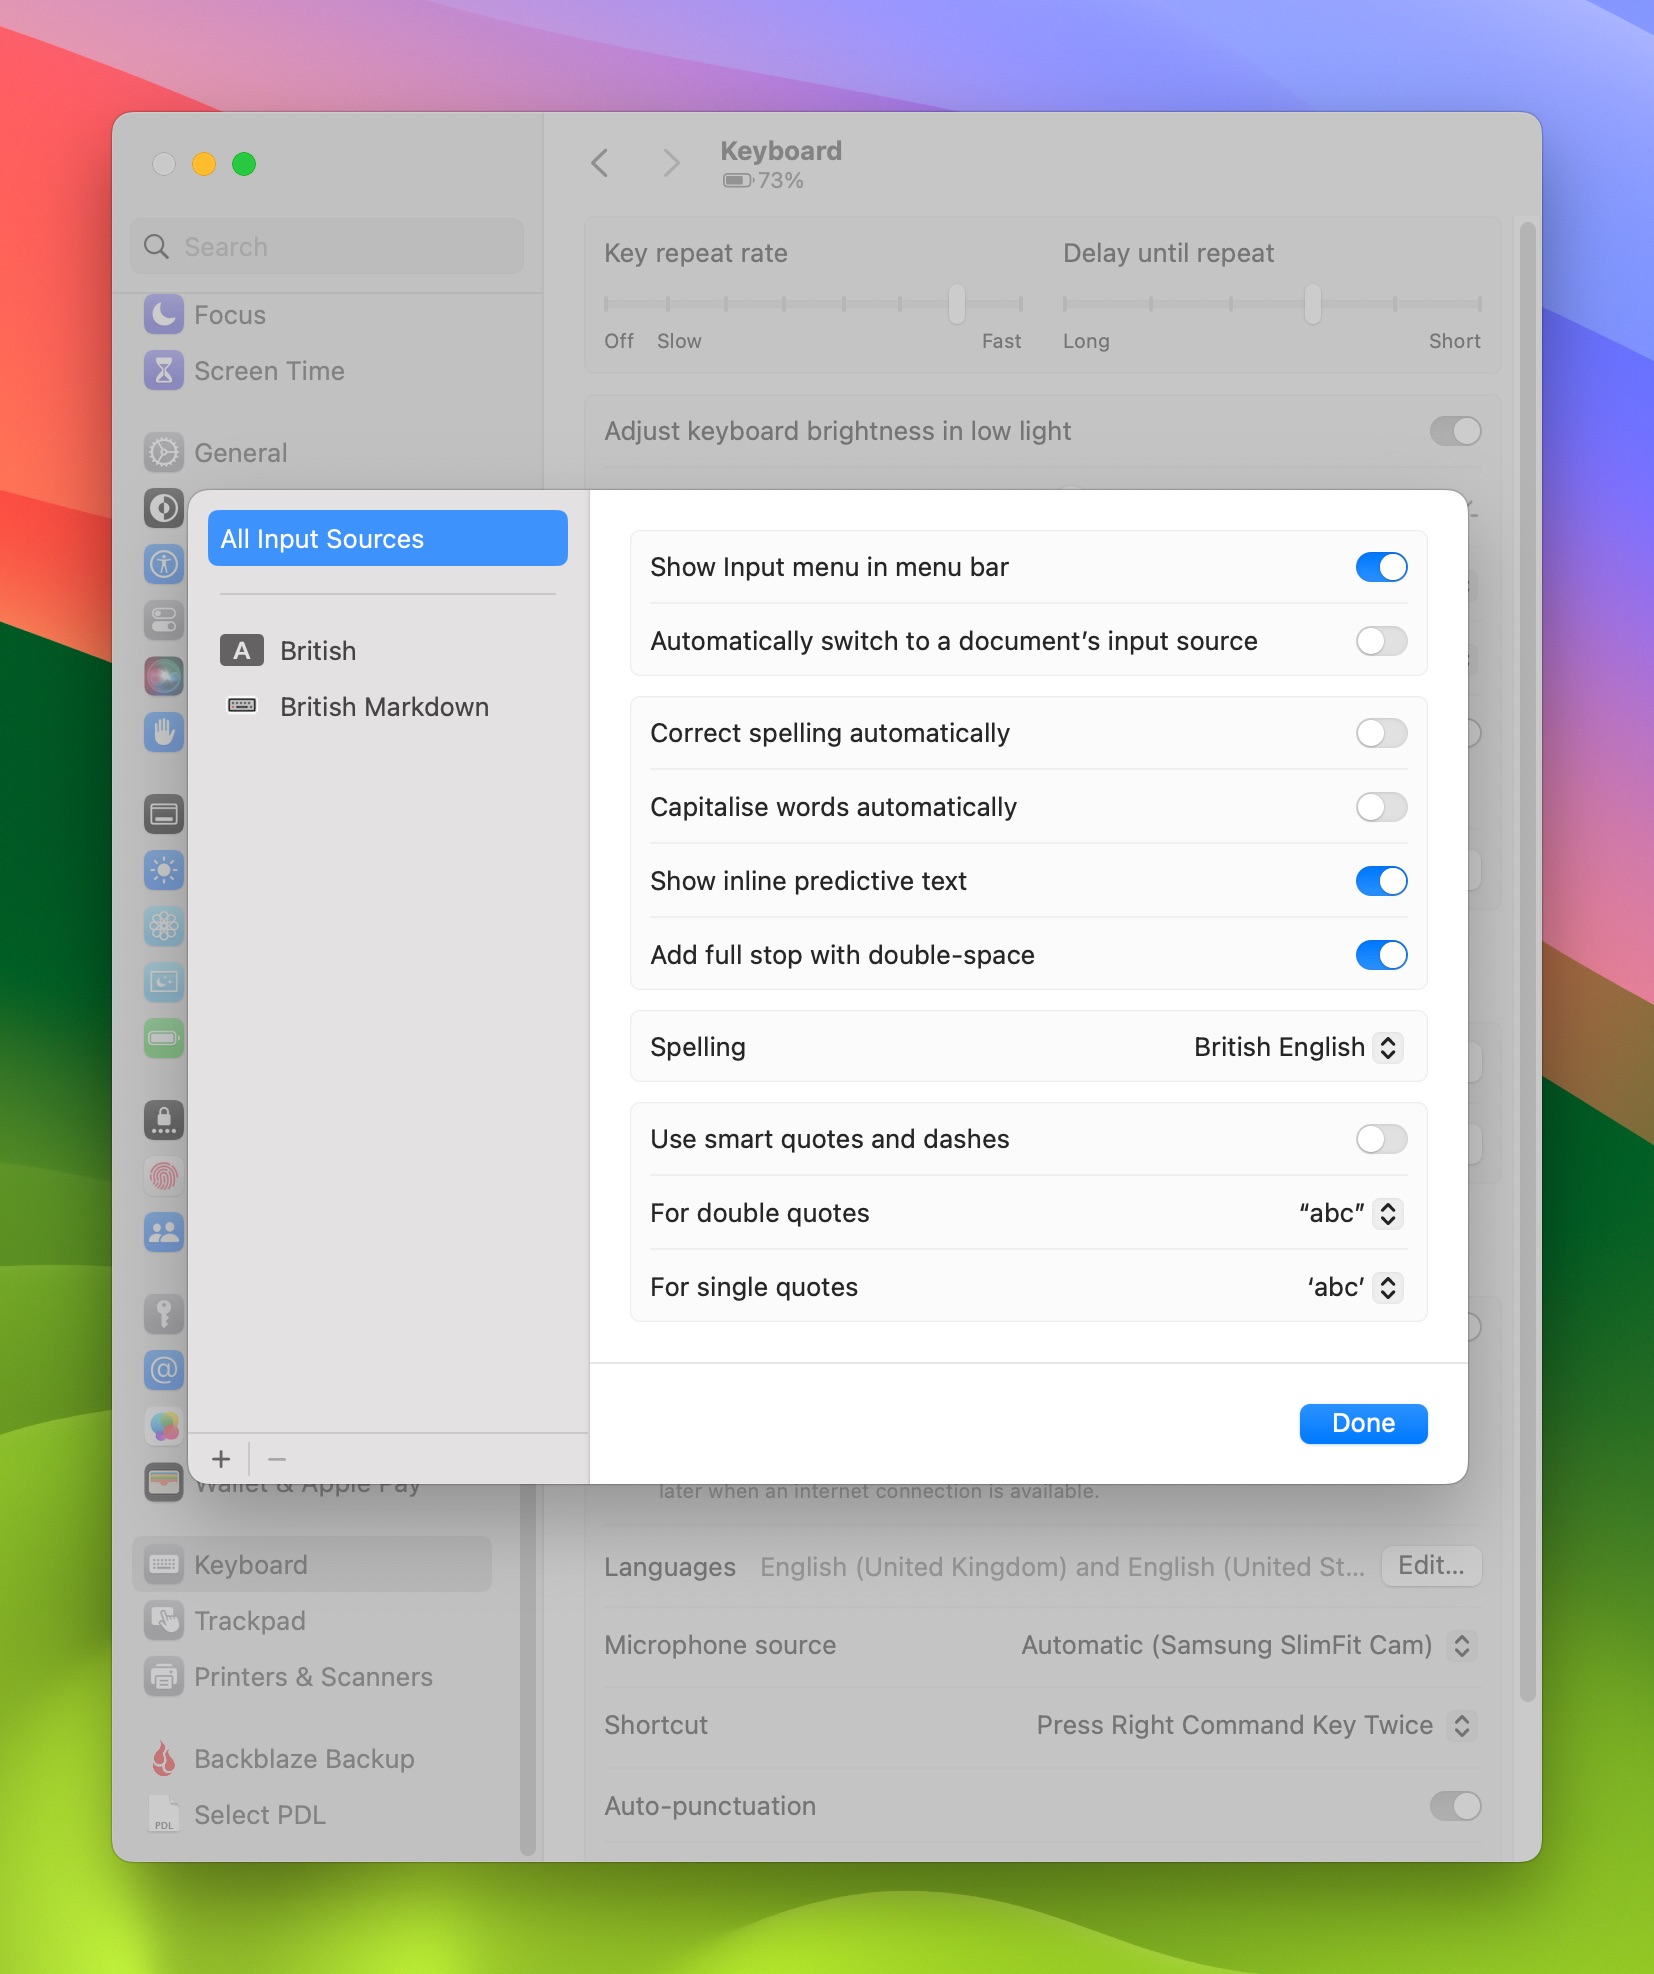 Keyboard
73%
Search
Focus
Screen Time
General
Key repeat rate
Off Slow Fast
Delay until repeat
Long Short
Adjust keyboard brightness in low light
All Input Sources
A British
British Markdown
Show Input menu in menu bar
Automatically switch to a document’s input source
Correct spelling automatically
Capitalise words automatically
Show inline predictive text
Add full stop with double-space
Spelling British English
Use smart quotes and dashes
For double quotes “abc”
For single quotes ‘abc’
+ −
Done
Wallet & Apple Pay
Keyboard
Trackpad
Printers & Scanners
Backblaze Backup
PDL Select PDL
later when an internet connection is available.
Languages English (United Kingdom) and English (United St... Edit...
Microphone source Automatic (Samsung SlimFit Cam)
Shortcut Press Right Command Key Twice
Auto-punctuation